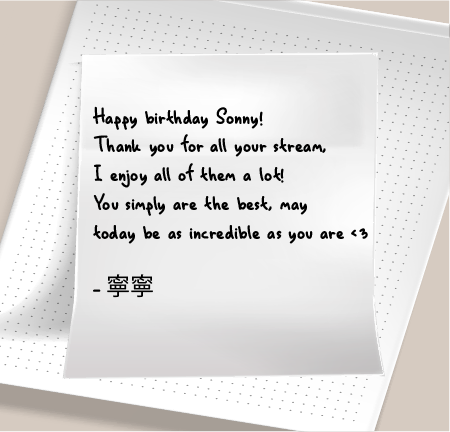 Happy birthday Sonny!
Thank you for all your stream,
I enjoy all of them a lot!
You simply are the best, may
today be as incredible as you are <3
- 寧寧